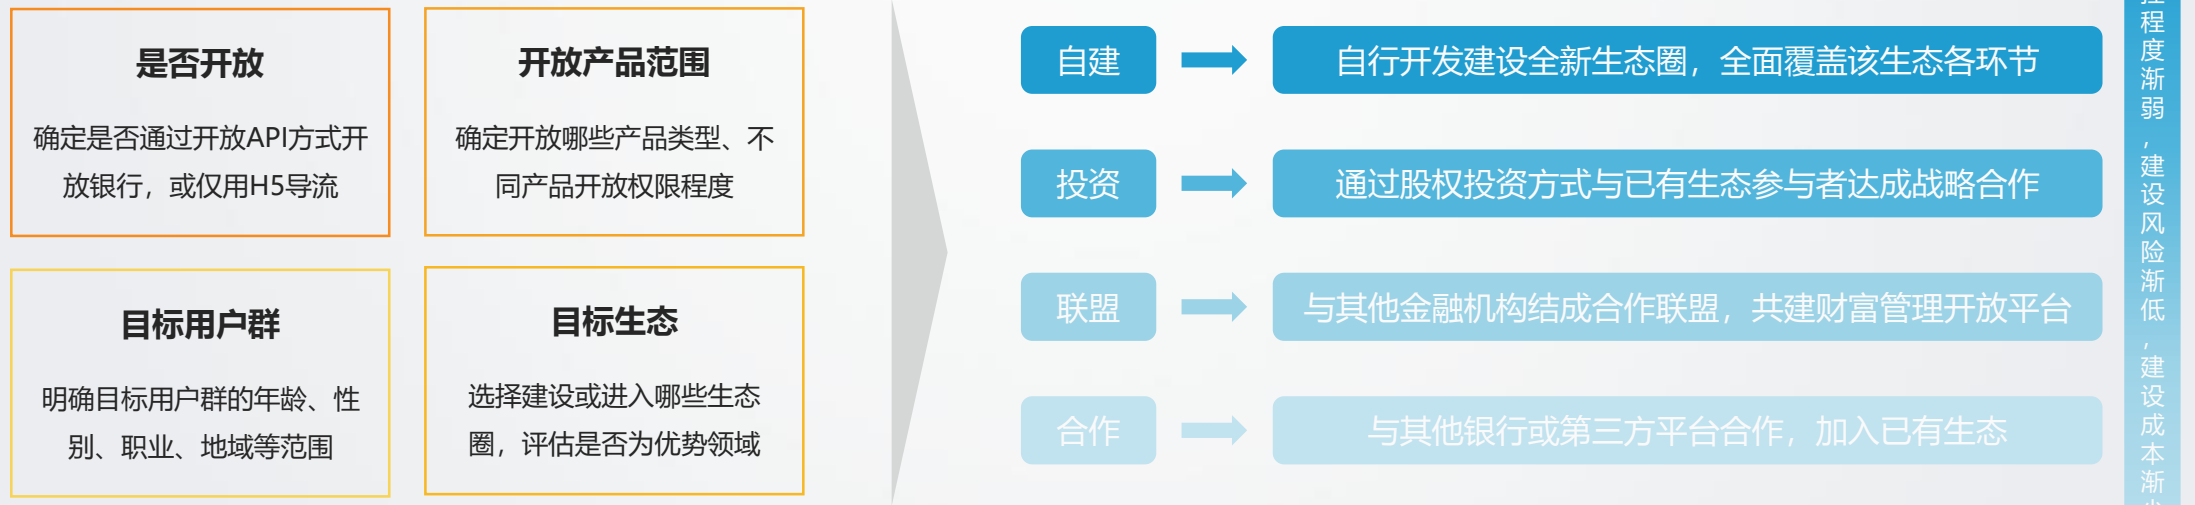 是否开放
确定是否通过开放API方式开
放银行，或仅用H5导流
开放产品范围
确定开放哪些产品类型、不
同产品开放权限程度
目标用户群
明确目标用户群的年龄、性
别、职业、地域等范围
目标生态
选择建设或进入哪些生态
圈，评估是否为优势领域
自建
自行开发建设全新生态圈，全面覆盖该生态各环节
投资
通过股权投资方式与已有生态参与者达成战略合作
联盟
与其他金融机构结成合作联盟，共建财富管理开放平台
合作
与其他银行或第三方平台合作，加入已有生态
程度渐弱，建设风险渐低，建设成本渐